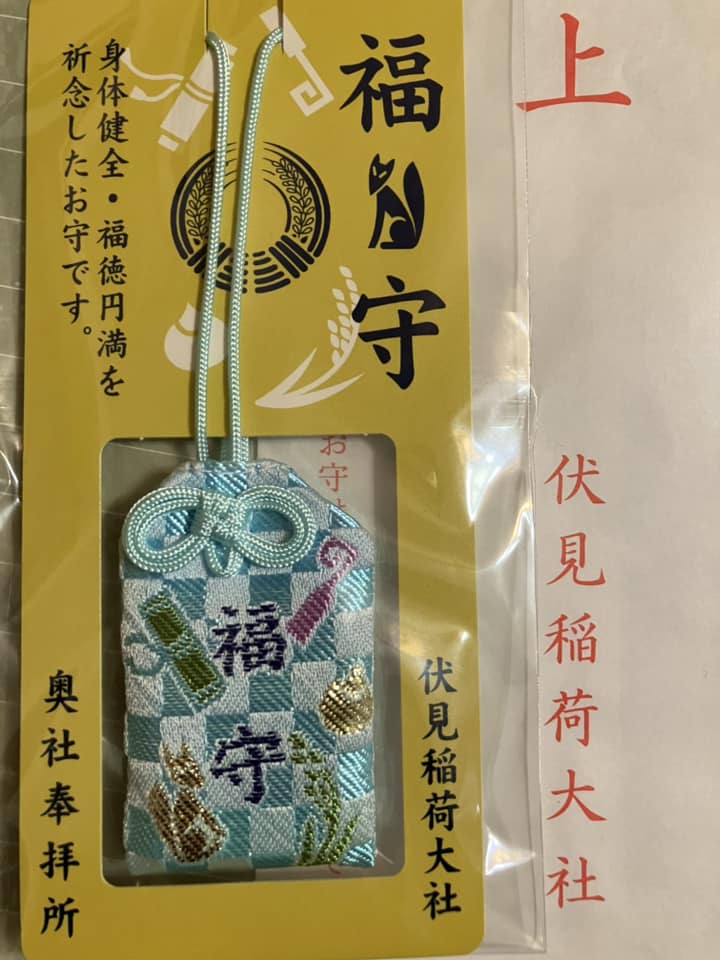 上
伏見稲荷大社
福守
身体健全・福徳円満を
祈念したお守です。
お守
福守
伏見稲荷大社
奥社奉拝所